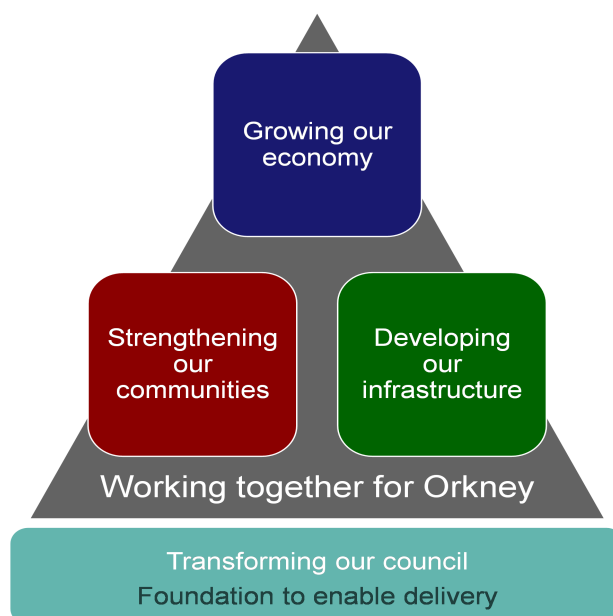 Growing our
economy
Strengthening
our
communities
Developing
our
infrastructure
Working together for Orkney
Transforming our council
Foundation to enable delivery